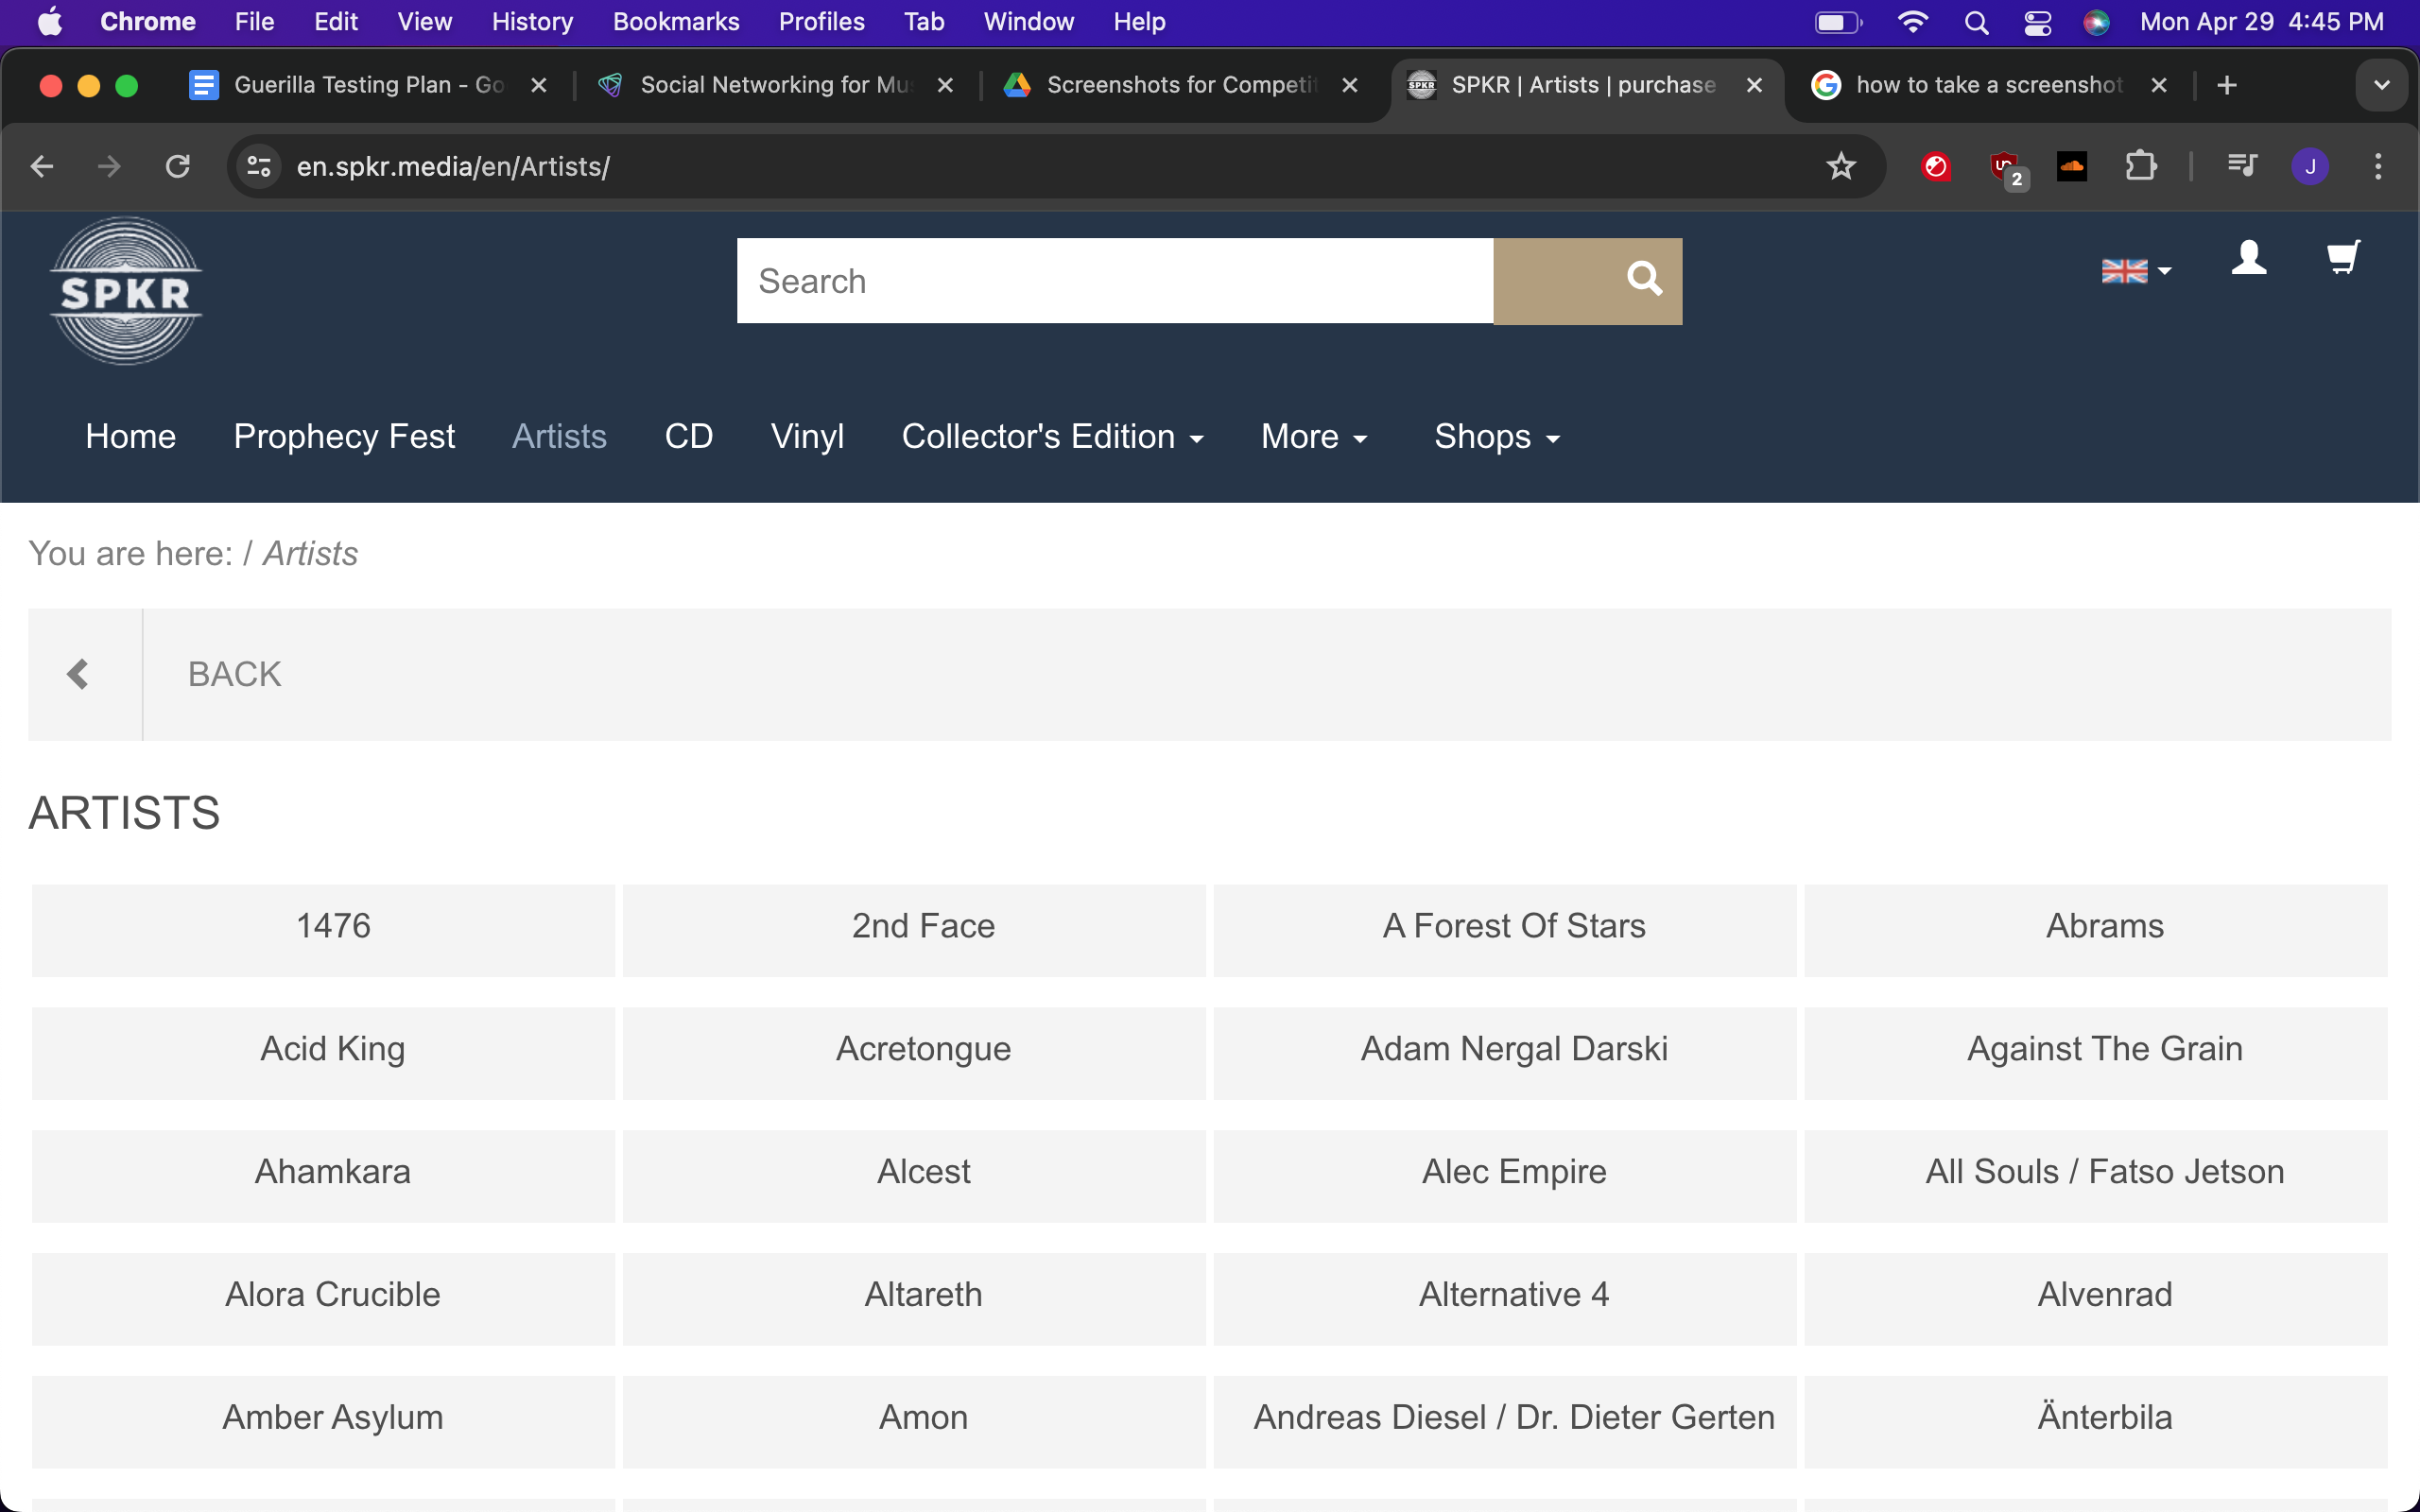 Chrome File Edit View History Bookmarks Profiles Tab Window Help Mon Apr 29 4:45 PM
Guerilla Testing Plan - Go Social Networking for Mu Screenshots for Competit SPKR | Artists | purchase how to take a screenshot
en.spkr.media/en/Artists/ 2 J
SPKR
Search
Home Prophecy Fest Artists CD Vinyl Collector's Edition More Shops
You are here: / Artists
BACK
ARTISTS
1476 2nd Face A Forest Of Stars Abrams
Acid King Acretongue Adam Nergal Darski Against The Grain
Ahamkara Alcest Alec Empire All Souls / Fatso Jetson
Alora Crucible Altareth Alternative 4 Alvenrad
Amber Asylum Amon Andreas Diesel / Dr. Dieter Gerten Änterbila